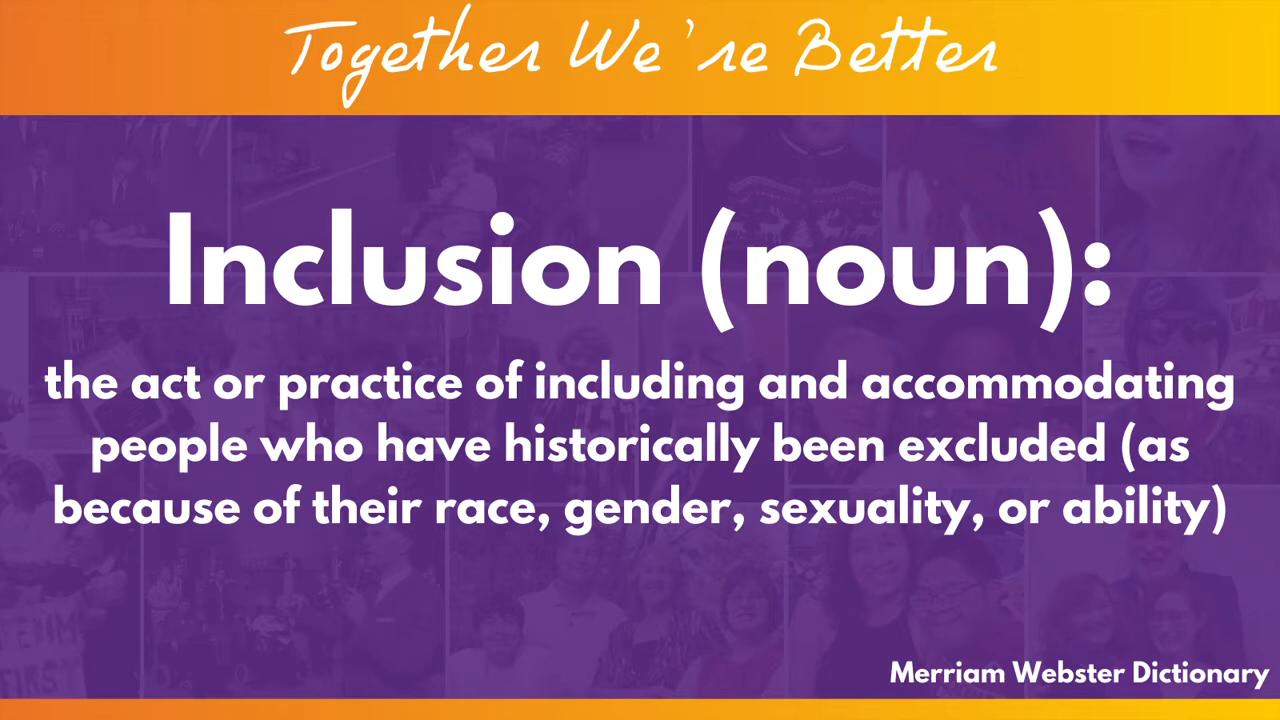 Together We're Better
Inclusion (noun):
the act or practice of including and accommodating
people who have historically been excluded (as
because of their race, gender, sexuality, or ability)
FIRST
Merriam Webster Dictionary